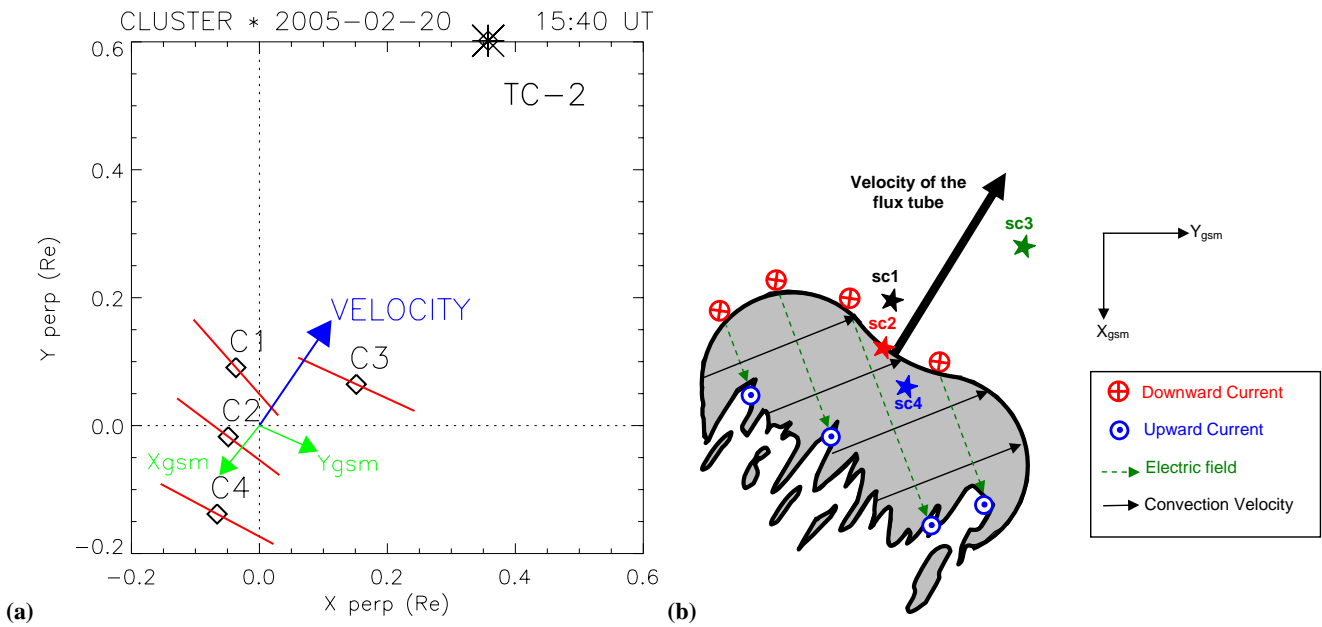 CLUSTER * 2005-02-20 15:40 UT
0.6
0.4
0.2
0.0
-0.2
Y perp (Re)
TC-2
VELOCITY
C1
C3
C2
Xgsm
Ygsm
C4
-0.2 0.0 0.2 0.4 0.6
X perp (Re)
(a)
Velocity of the
flux tube
sc3
sc1
sc2
sc4
Ygsm
Xgsm
Downward Current
Upward Current
Electric field
Convection Velocity
(b)